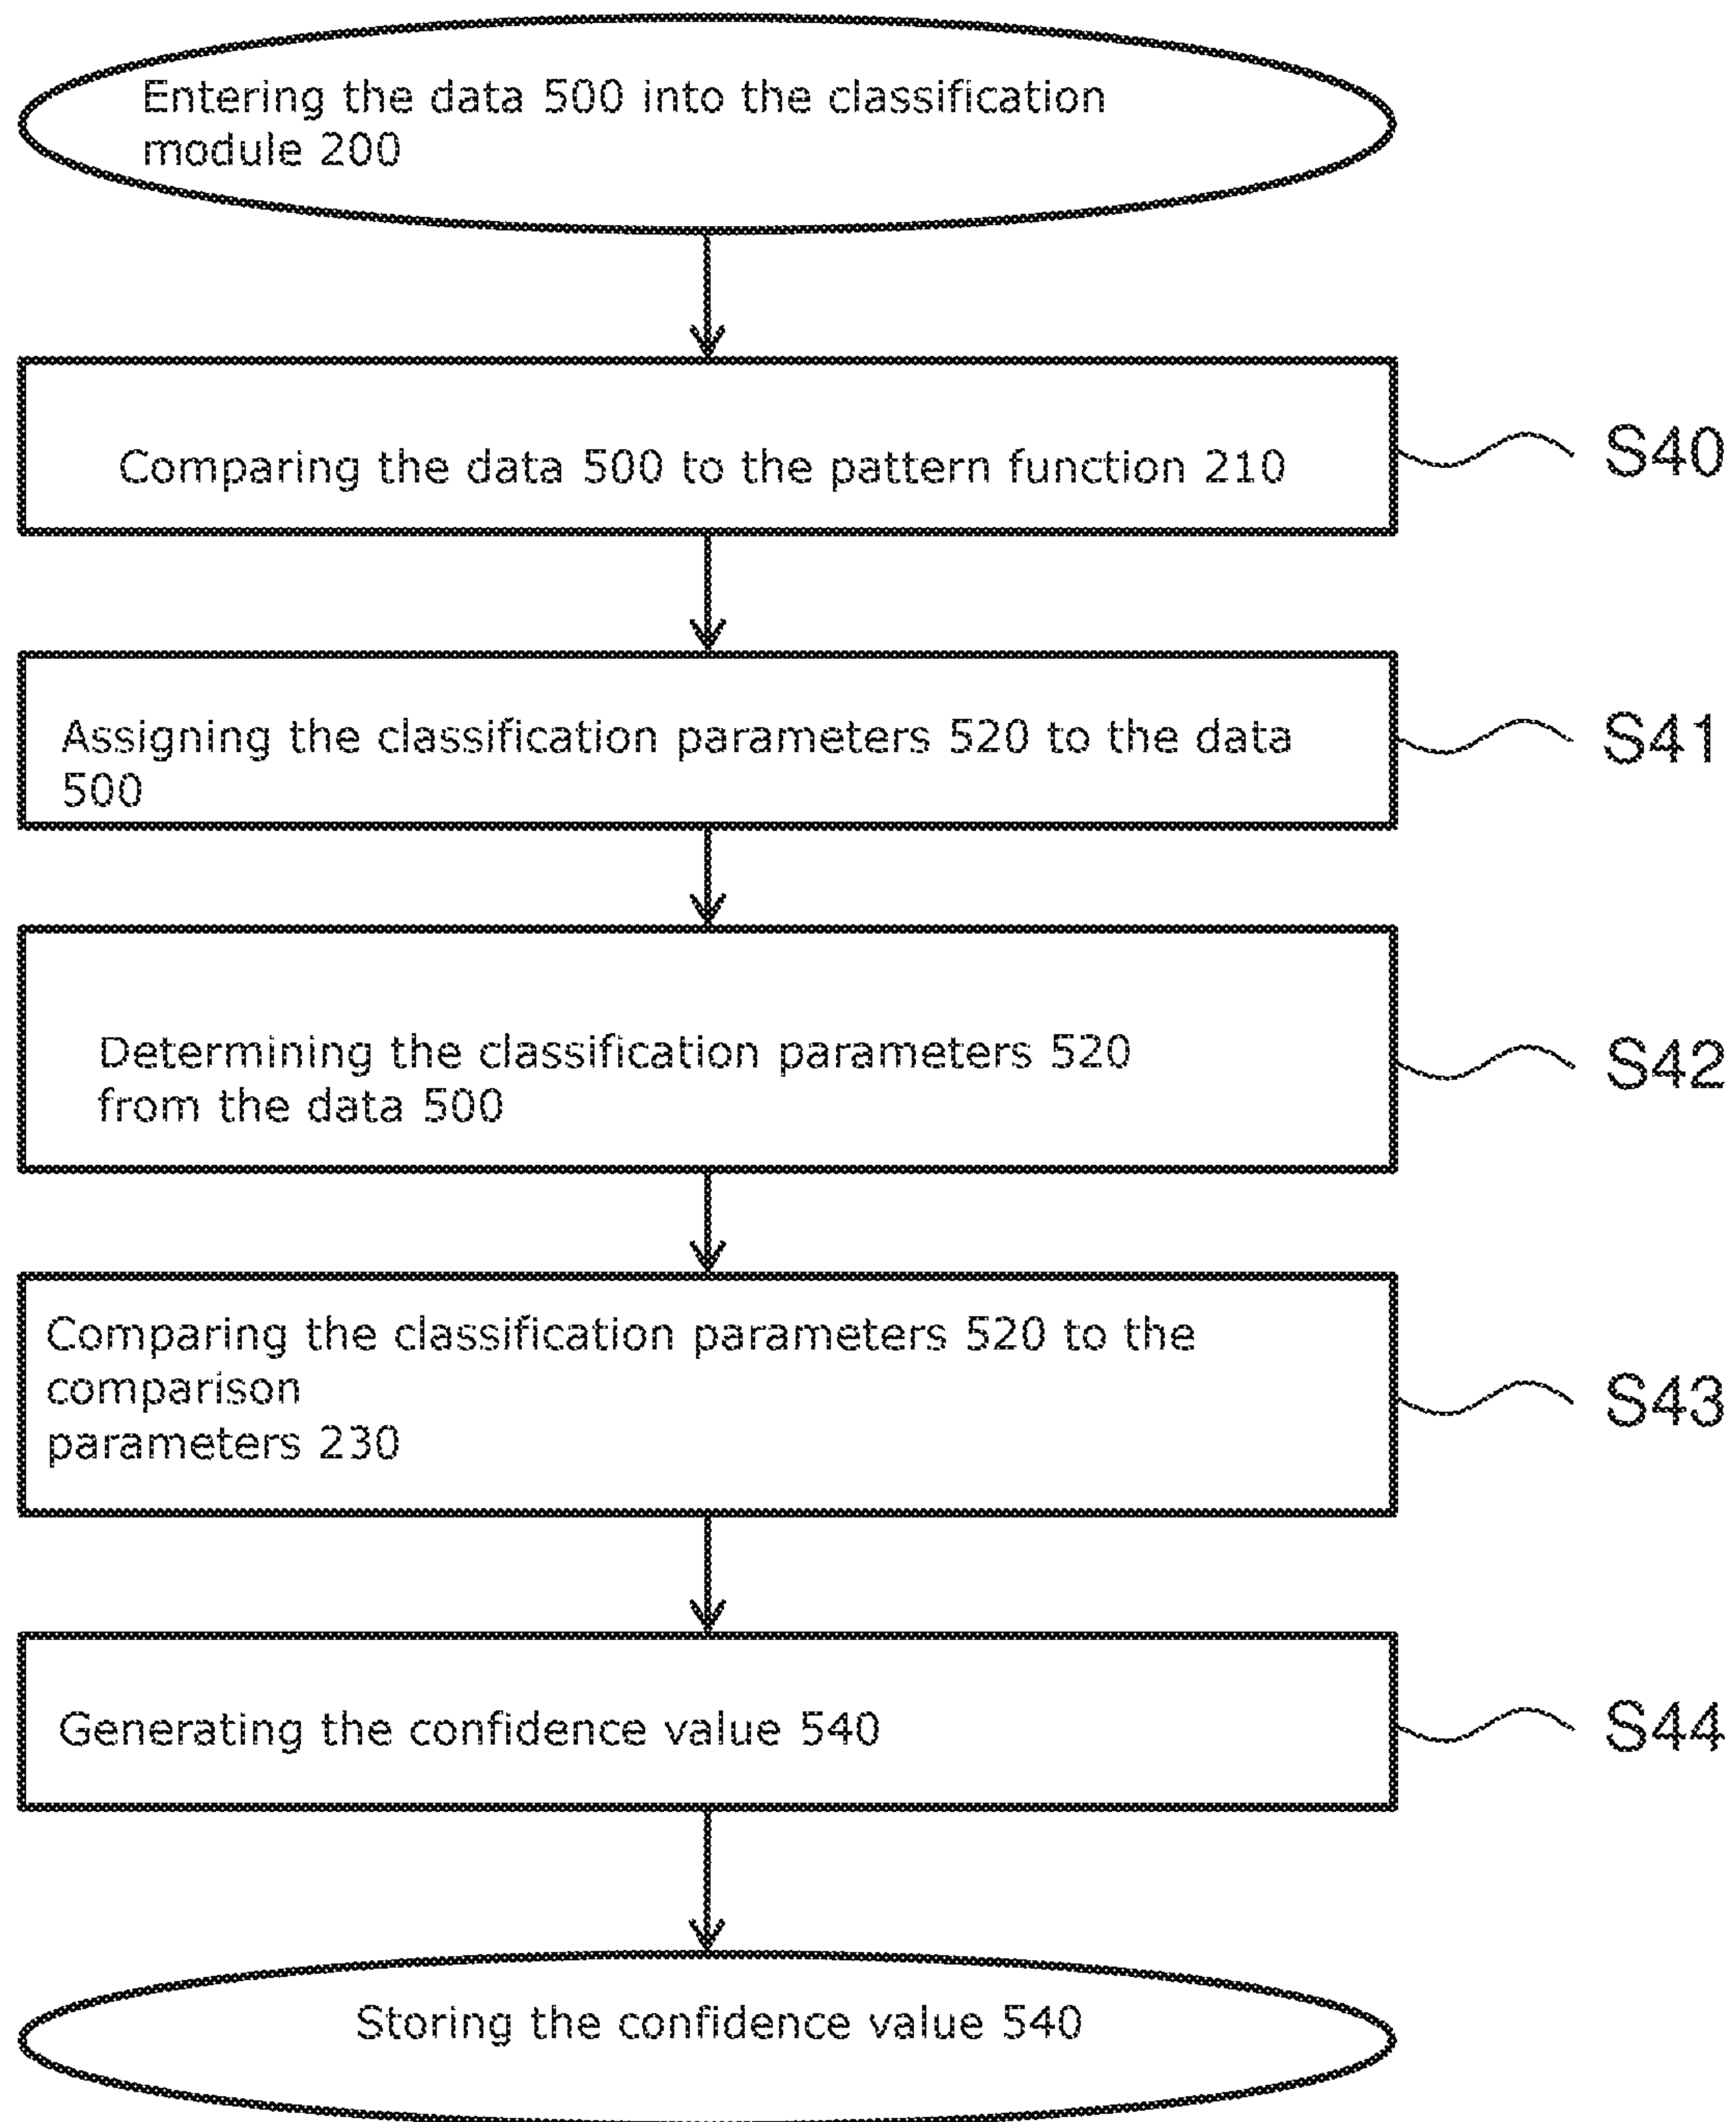 Entering the data 500 into the classification
module 200
Comparing the data 500 to the pattern function 210
S40
Assigning the classification parameters 520 to the data
500
S41
Determining the classification parameters 520
from the data 500
S42
Comparing the classification parameters 520 to the
comparison
parameters 230
S43
Generating the confidence value 540
S44
Storing the confidence value 540